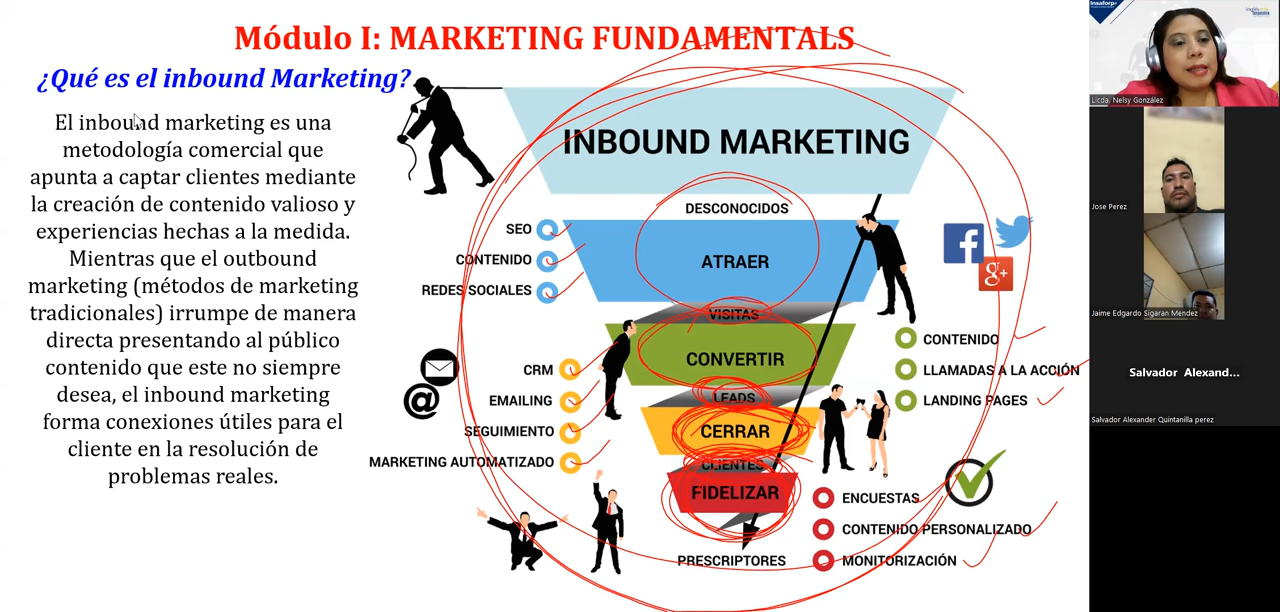 Módulo I: MARKETING FUNDAMENTALS
¿Qué es el inbound Marketing?
El inbound marketing es una
metodología comercial que
apunta a captar clientes mediante
la creación de contenido valioso y
experiencias hechas a la medida.
Mientras que el outbound
marketing (métodos de marketing
tradicionales) irrumpe de manera
directa presentando al público
contenido que este no siempre
desea, el inbound marketing
forma conexiones útiles para el
cliente en la resolución de
problemas reales.
INBOUND MARKETING
DESCONOCIDOS
SEO
CONTENIDO
REDES SOCIALES
ATRAER
f
g+
VISITAS
CONVERTIR
CONTENIDO
LLAMADAS A LA ACCIÓN
LANDING PAGES
LEADS
@
CRM
EMAILING
SEGUIMIENTO
MARKETING AUTOMATIZADO
CERRAR
CLIENTES
FIDELIZAR
ENCUESTAS
CONTENIDO PERSONALIZADO
MONITORIZACIÓN
PRESCRIPTORES
Insaforp
Licda. Nelsy González
Jose Perez
Jaime Edgardo Sigaran Mendez
Salvador Alexand...
Salvador Alexander Quintanilla perez